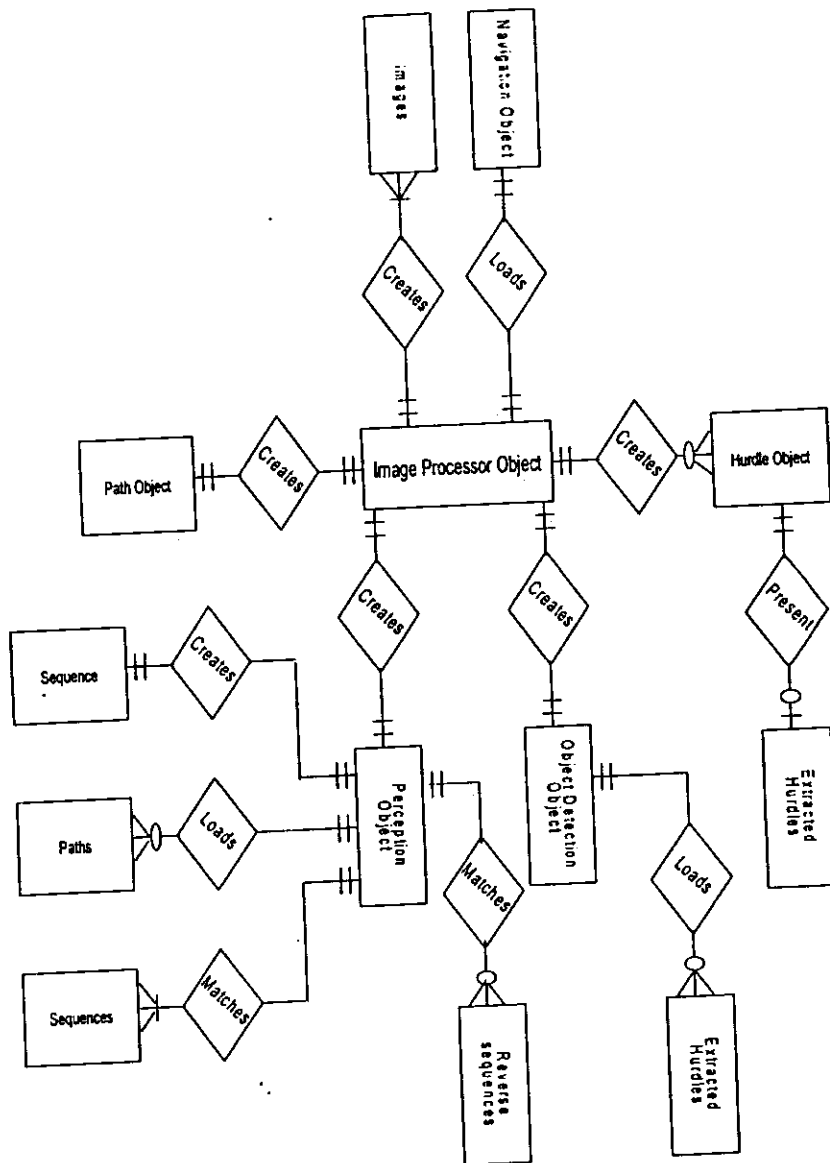 images
Navigation Object
Creates
Loads
Path Object
Creates
Image Processor Object
Creates
Hurdle Object
Creates
Creates
Present
Sequence
Creates
Perception
Object
Object Detection
Object
Extracted
Hurdles
Paths
Loads
Matches
Loads
Sequences
Matches
Reverse
sequences
Extracted
Hurdles